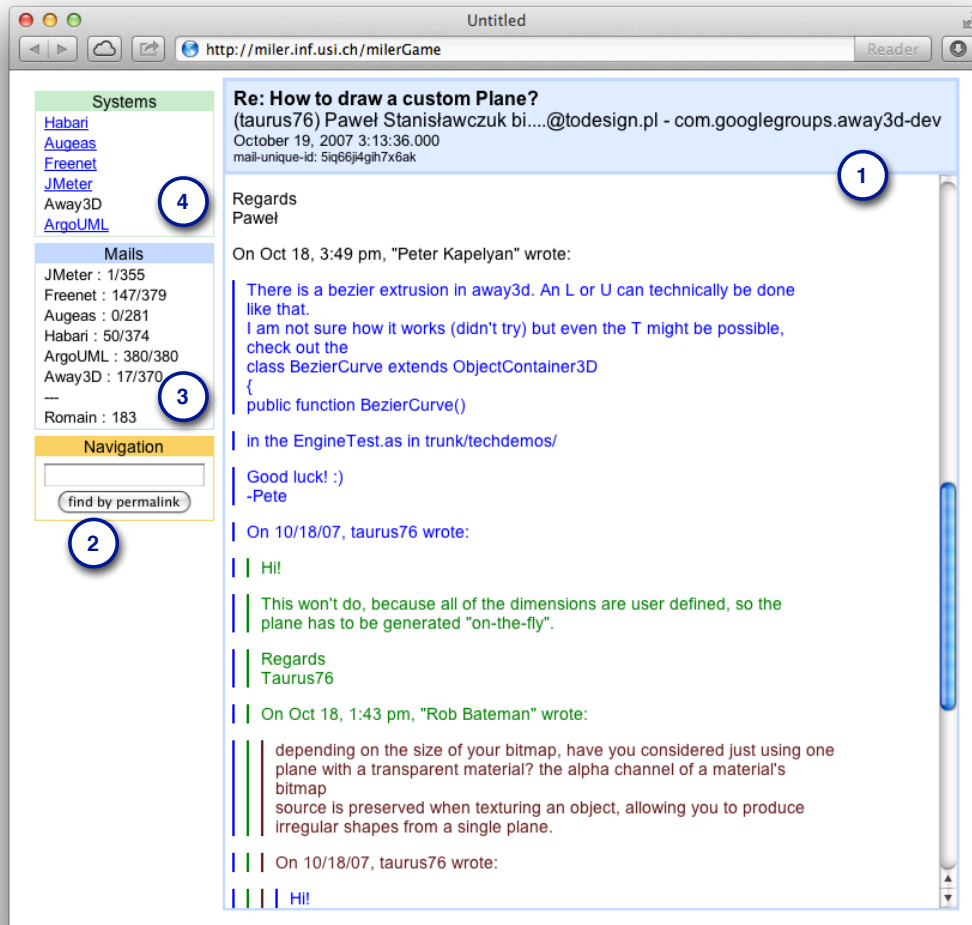 Untitled
http://miler.inf.usi.ch/milerGame
Reader
Systems
Habari
Augeas
Freenet
JMeter
Away3D
ArgoUML
4
Mails
JMeter : 1/355
Freenet : 147/379
Augeas : 0/281
Habari : 50/374
ArgoUML : 380/380
Away3D : 17/370
---
Romain : 183
3
Navigation
find by permalink
2
Re: How to draw a custom Plane?
(taurus76) Paweł Stanisławczuk bi....@todesign.pl - com.googlegroups.away3d-dev
October 19, 2007 3:13:36.000
mail-unique-id: 5iq66ji4gih7x6ak
1
Regards
Paweł
On Oct 18, 3:49 pm, "Peter Kapelyan" wrote:
There is a bezier extrusion in away3d. An L or U can technically be done
like that.
I am not sure how it works (didn't try) but even the T might be possible,
check out the
class BezierCurve extends ObjectContainer3D
{
public function BezierCurve()
in the EngineTest.as in trunk/techdemos/
Good luck! :)
-Pete
On 10/18/07, taurus76 wrote:
Hi!
This won't do, because all of the dimensions are user defined, so the
plane has to be generated "on-the-fly".
Regards
Taurus76
On Oct 18, 1:43 pm, "Rob Bateman" wrote:
depending on the size of your bitmap, have you considered just using one
plane with a transparent material? the alpha channel of a material's
bitmap
source is preserved when texturing an object, allowing you to produce
irregular shapes from a single plane.
On 10/18/07, taurus76 wrote:
Hi!